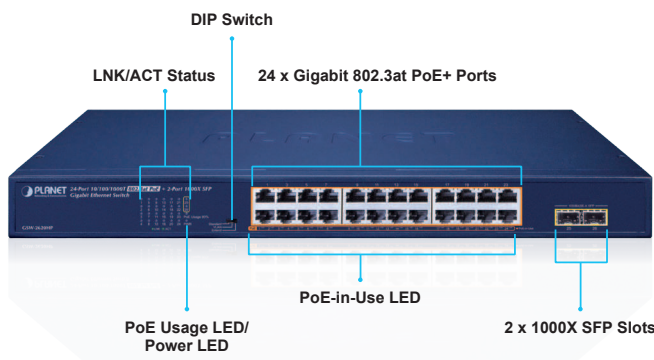 DIP Switch
LNK/ACT Status
24 x Gigabit 802.3at PoE+ Ports
PLANET
24-Port 10/100/1000T 802.3at PoE + 2-Port 1000X SFP
Gigabit Ethernet Switch
PoE-in-Use LED
PoE Usage LED/
Power LED
2 x 1000X SFP Slots